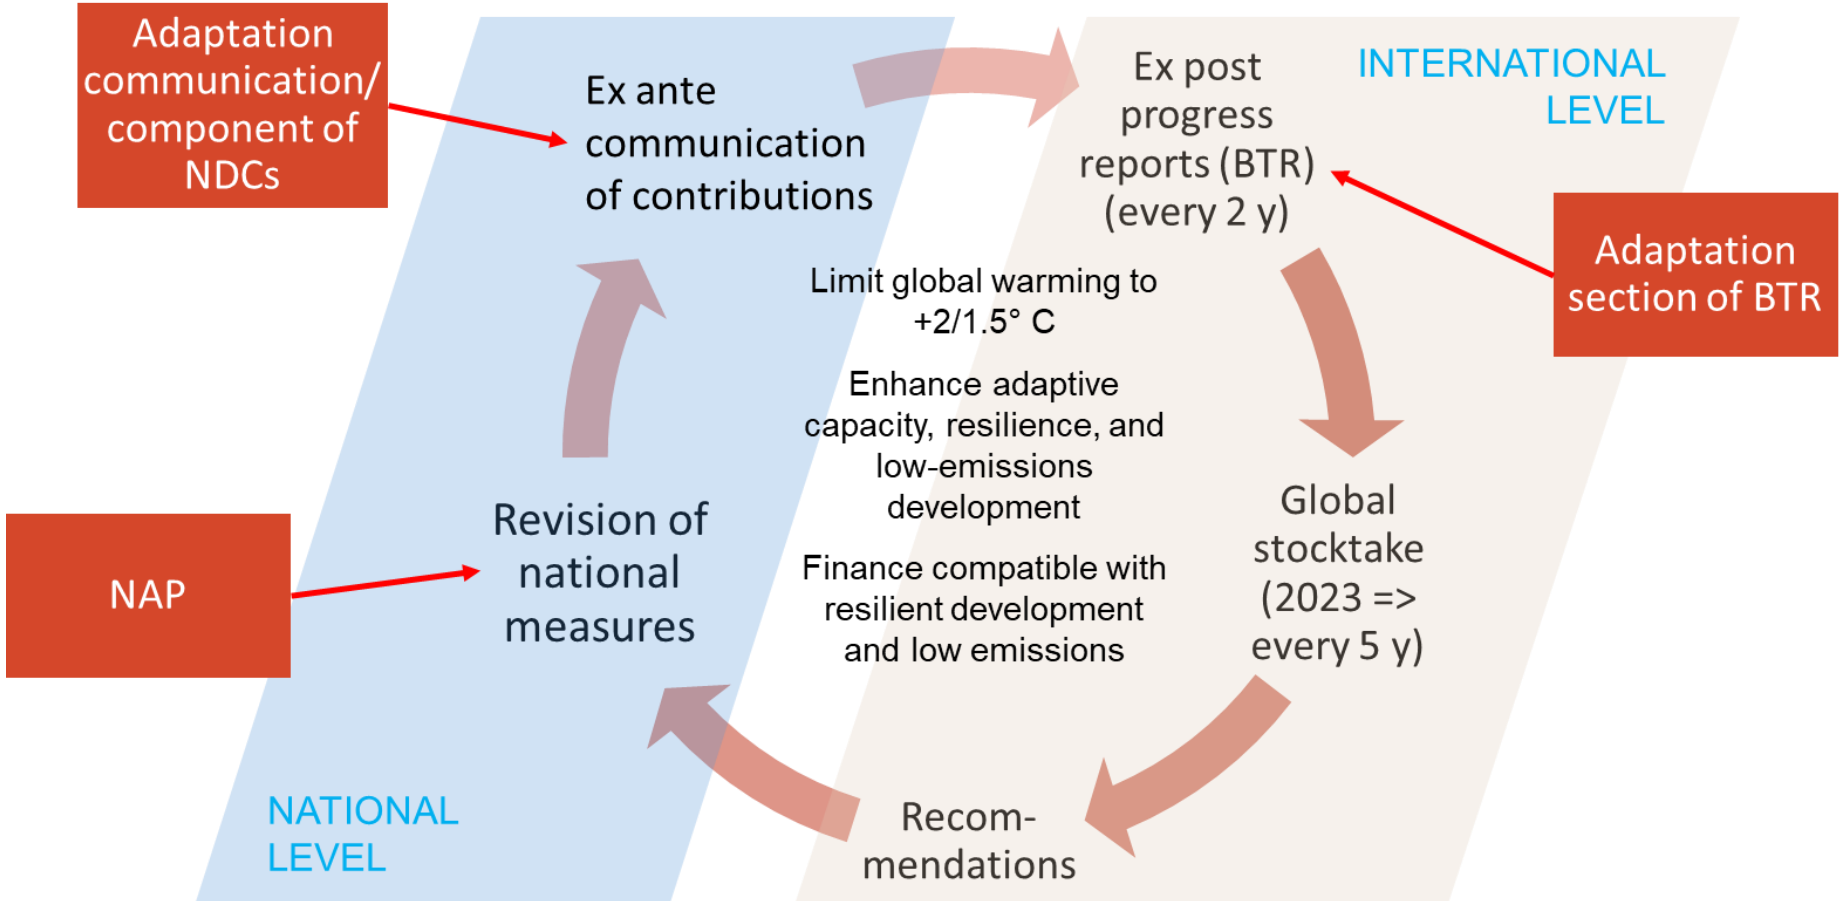 Adaptation
communication/
component of
NDCs
Ex ante
communication
of contributions
Ex post
progress
reports (BTR)
(every 2 y)
INTERNATIONAL
LEVEL
Adaptation
section of BTR
Limit global warming to
+2/1.5° C
Enhance adaptive
capacity, resilience, and
low-emissions
development
Finance compatible with
resilient development
and low emissions
NAP
Revision of
national
measures
Global
stocktake
(2023 =>
every 5 y)
NATIONAL
LEVEL
Recom-
mendations